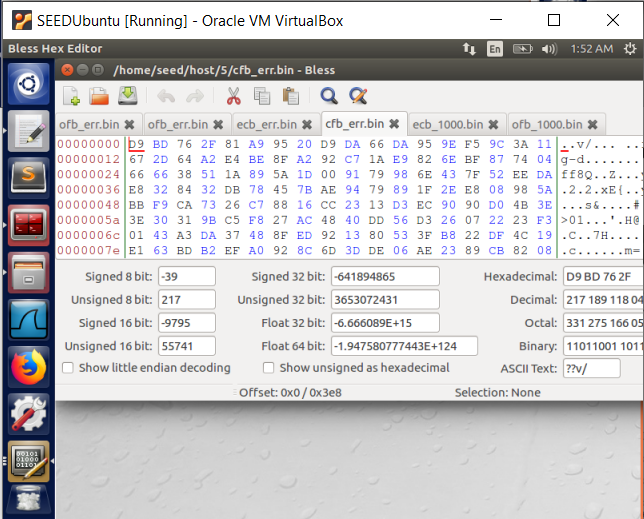 SEEDUbuntu [Running] - Oracle VM VirtualBox
Bless Hex Editor En 1:52 AM
/home/seed/host/5/cfb_err.bin - Bless
ofb_err.bin ofb_err.bin ecb_err.bin cfb_err.bin ecb_1000.bin ofb_1000.bin
00000000 D9 BD 76 2F 81 A9 95 20 D9 DA 66 DA 95 9E F5 9C 3A 11 ..v/... ..
00000012 67 2D 64 A2 E4 BE 8F A2 92 C7 1A E9 82 6E BF 87 74 04 g-d.......
00000024 66 66 38 51 1A 89 5A 1D 00 91 79 98 6E 43 7F 52 EE DA ff8Q..Z...y
00000036 E8 32 84 32 DB 78 45 7B AE 94 79 89 1F 2E E8 08 98 5A .2.2.xE{..y
00000048 BB F9 CA 73 26 C7 88 16 CC 23 13 D3 EC 90 90 D0 4B 3E ...s&....#
0000005a 3E 30 31 9B C5 F8 27 AC 48 40 DD 56 D3 26 07 22 23 F3 >01...'.H@
0000006c 01 43 A3 DA 37 48 8F ED 92 13 80 53 3F B8 22 DF 4C 19 .C..7H....
0000007e E1 63 BD B2 EF A0 92 8C 6D 3D DE 06 AE 23 89 CB 82 08 .c......m=
Signed 8 bit: -39 Signed 32 bit: -641894865 Hexadecimal: D9 BD 76 2F
Unsigned 8 bit: 217 Unsigned 32 bit: 3653072431 Decimal: 217 189 118 04
Signed 16 bit: -9795 Float 32 bit: -6.666089E+15 Octal: 331 275 166 05
Unsigned 16 bit: 55741 Float 64 bit: -1.947580777443E+124 Binary: 11011001 1011
Show little endian decoding Show unsigned as hexadecimal ASCII Text: ??v/
Offset: 0x0 / 0x3e8 Selection: None